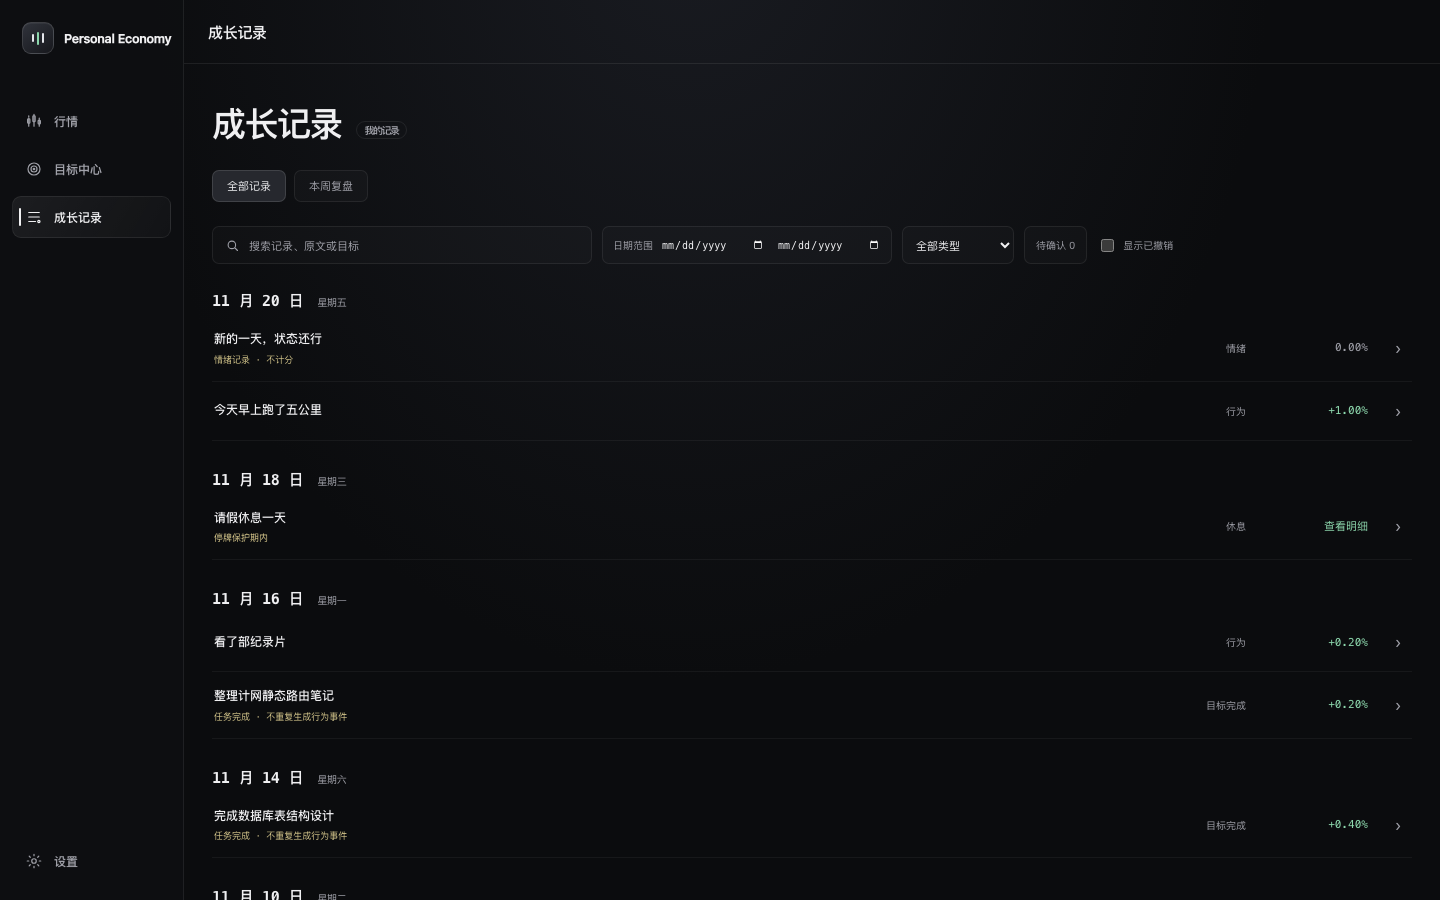 Personal Economy
行情
目标中心
成长记录
设置
成长记录
成长记录 我的记录
全部记录 本周复盘
搜索记录、原文或目标 日期范围 mm/dd/yyyy mm/dd/yyyy 全部类型 待确认 0 显示已撤销
11 月 20 日 星期五
新的一天，状态还行 情绪 0.00% ›
情绪记录 · 不计分
今天早上跑了五公里 行为 +1.00% ›
11 月 18 日 星期三
请假休息一天 休息 查看明细 ›
停牌保护期内
11 月 16 日 星期一
看了部纪录片 行为 +0.20% ›
整理计网静态路由笔记 目标完成 +0.20% ›
任务完成 · 不重复生成行为事件
11 月 14 日 星期六
完成数据库表结构设计 目标完成 +0.40% ›
任务完成 · 不重复生成行为事件
11 月 10 日 星期二